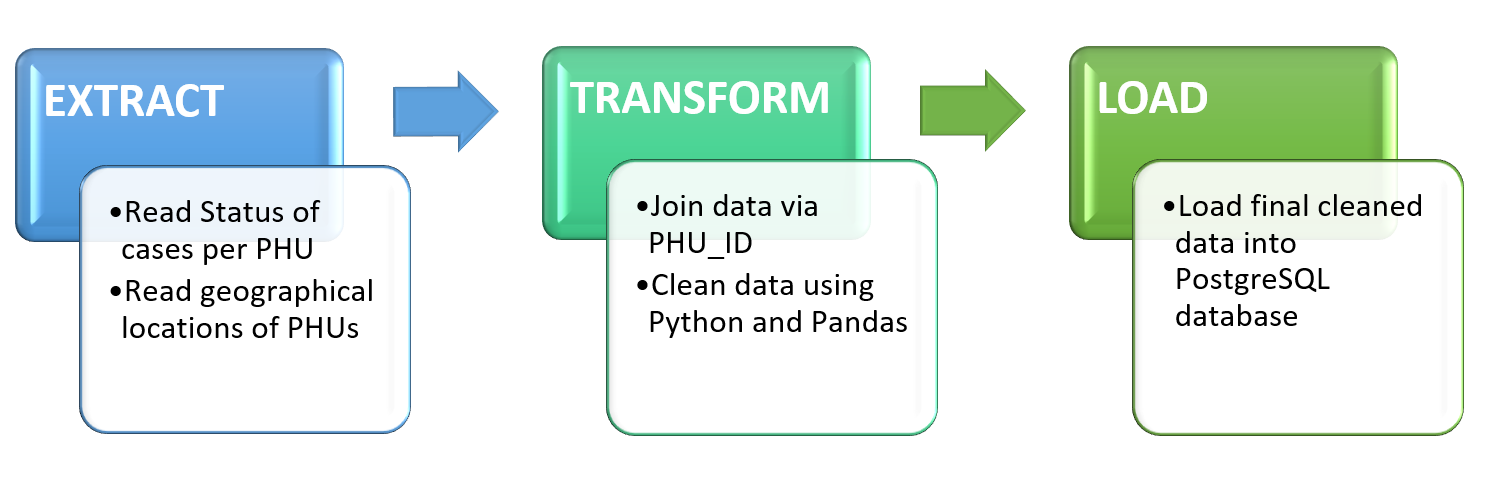 EXTRACT
•Read Status of
cases per PHU
•Read geographical
locations of PHUs
TRANSFORM
•Join data via
PHU_ID
•Clean data using
Python and Pandas
LOAD
•Load final cleaned
data into
PostgreSQL
database